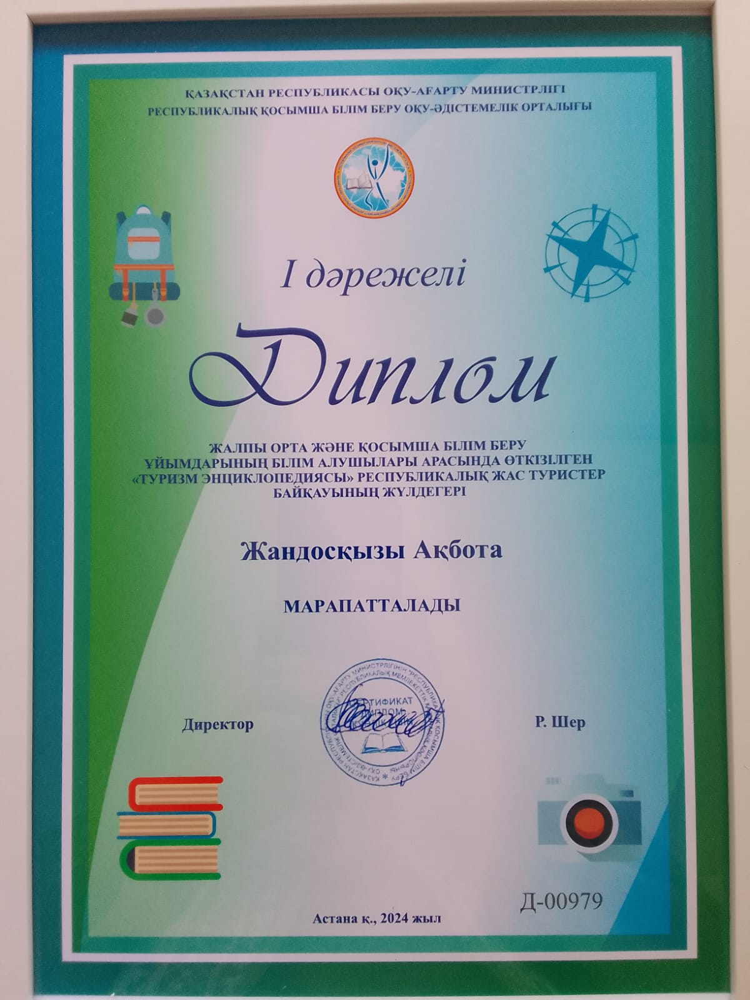 ҚАЗАҚСТАН РЕСПУБЛИКАСЫ ОҚУ-АҒАРТУ МИНИСТРЛІГІ
РЕСПУБЛИКАЛЫҚ ҚОСЫМША БІЛІМ БЕРУ ОҚУ-ӘДІСТЕМЕЛІК ОРТАЛЫҒЫ
І дәрежелі
Диплом
ЖАЛПЫ ОРТА ЖӘНЕ ҚОСЫМША БІЛІМ БЕРУ
ҰЙЫМДАРЫНЫҢ БІЛІМ АЛУШЫЛАРЫ АРАСЫНДА ӨТКІЗІЛГЕН
«ТУРИЗМ ЭНЦИКЛОПЕДИЯСЫ» РЕСПУБЛИКАЛЫҚ ЖАС ТУРИСТЕР
БАЙҚАУЫНЫҢ ЖҮЛДЕГЕРІ
Жандосқызы Ақбота
МАРАПАТТАЛАДЫ
Директор
СЕРТИФИКАТ
ДИПЛОМ
Р. Шер
Д-00979
Астана қ., 2024 жыл